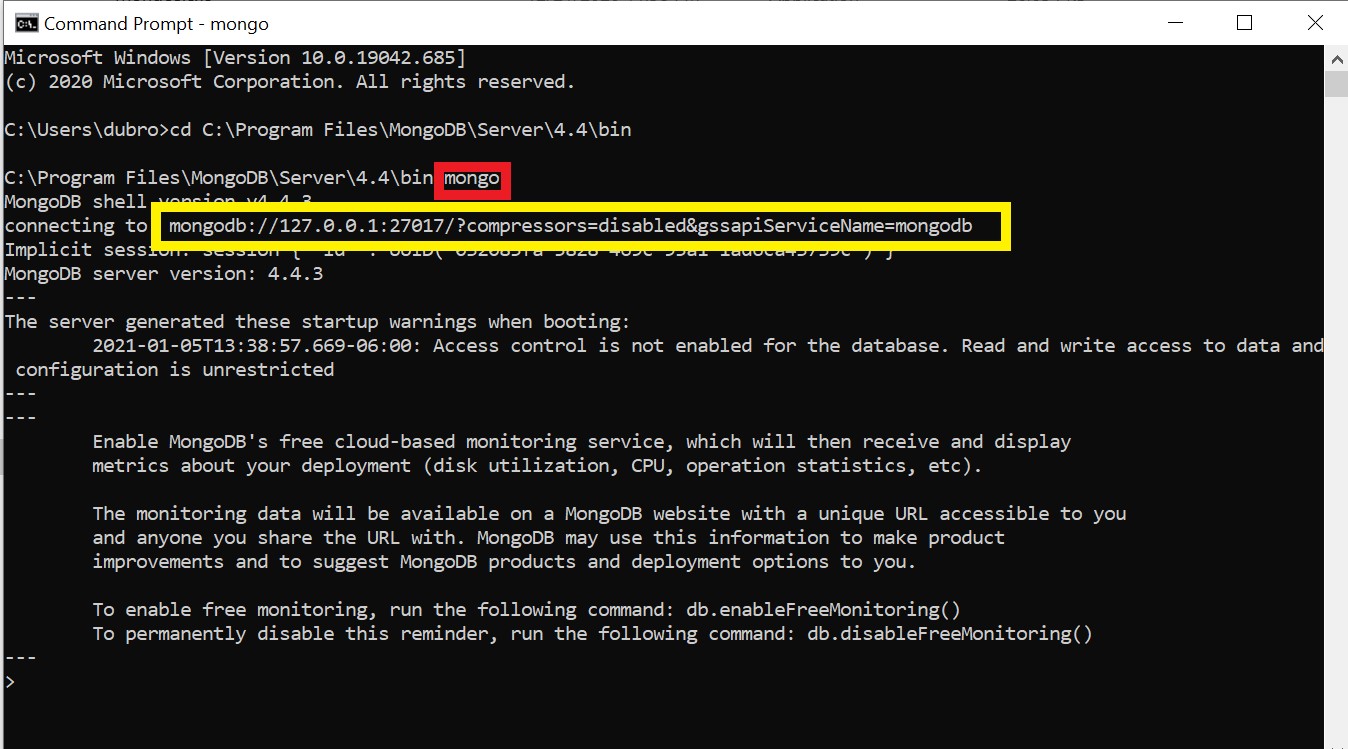 Command Prompt - mongo
Microsoft Windows [Version 10.0.19042.685]
(c) 2020 Microsoft Corporation. All rights reserved.
C:\Users\dubro>cd C:\Program Files\MongoDB\Server\4.4\bin
C:\Program Files\MongoDB\Server\4.4\bin mongo
MongoDB shell version v4.4.3
connecting to mongodb://127.0.0.1:27017/?compressors=disabled&gssapiServiceName=mongodb
Implicit session: session {
MongoDB server version: 4.4.3
---
The server generated these startup warnings when booting:
2021-01-05T13:38:57.669-06:00: Access control is not enabled for the database. Read and write access to data and
configuration is unrestricted
---
---
Enable MongoDB's free cloud-based monitoring service, which will then receive and display
metrics about your deployment (disk utilization, CPU, operation statistics, etc).
The monitoring data will be available on a MongoDB website with a unique URL accessible to you
and anyone you share the URL with. MongoDB may use this information to make product
improvements and to suggest MongoDB products and deployment options to you.
To enable free monitoring, run the following command: db.enableFreeMonitoring()
To permanently disable this reminder, run the following command: db.disableFreeMonitoring()
---
>